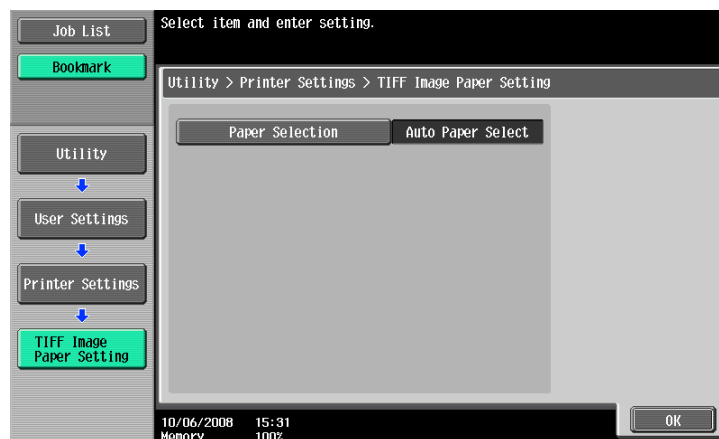 Job List
Bookmark
Select item and enter setting.
Utility > Printer Settings > TIFF Image Paper Setting
Paper Selection
Auto Paper Select
Utility
User Settings
Printer Settings
TIFF Image
Paper Setting
10/06/2008 15:31
Memory 100%
OK